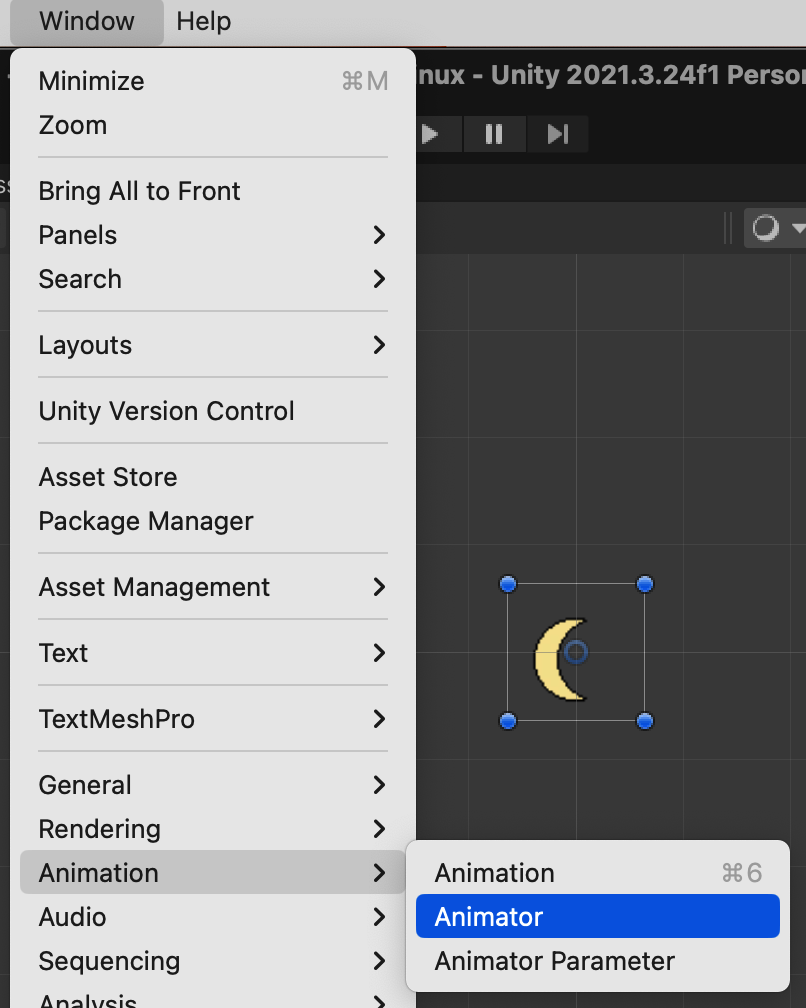 Window Help
Minimize ⌘M
nux - Unity 2021.3.24f1 Person
Zoom
Bring All to Front
Panels
Search
Layouts
Unity Version Control
Asset Store
Package Manager
Asset Management
Text
TextMeshPro
General
Rendering
Animation
Animation ⌘6
Audio
Animator
Sequencing
Animator Parameter
Analysis